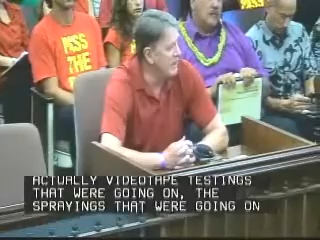 PASS
THE
ACTUALLY VIDEOTAPE TESTINGS
THAT WERE GOING ON, THE
SPRAYINGS THAT WERE GOING ON